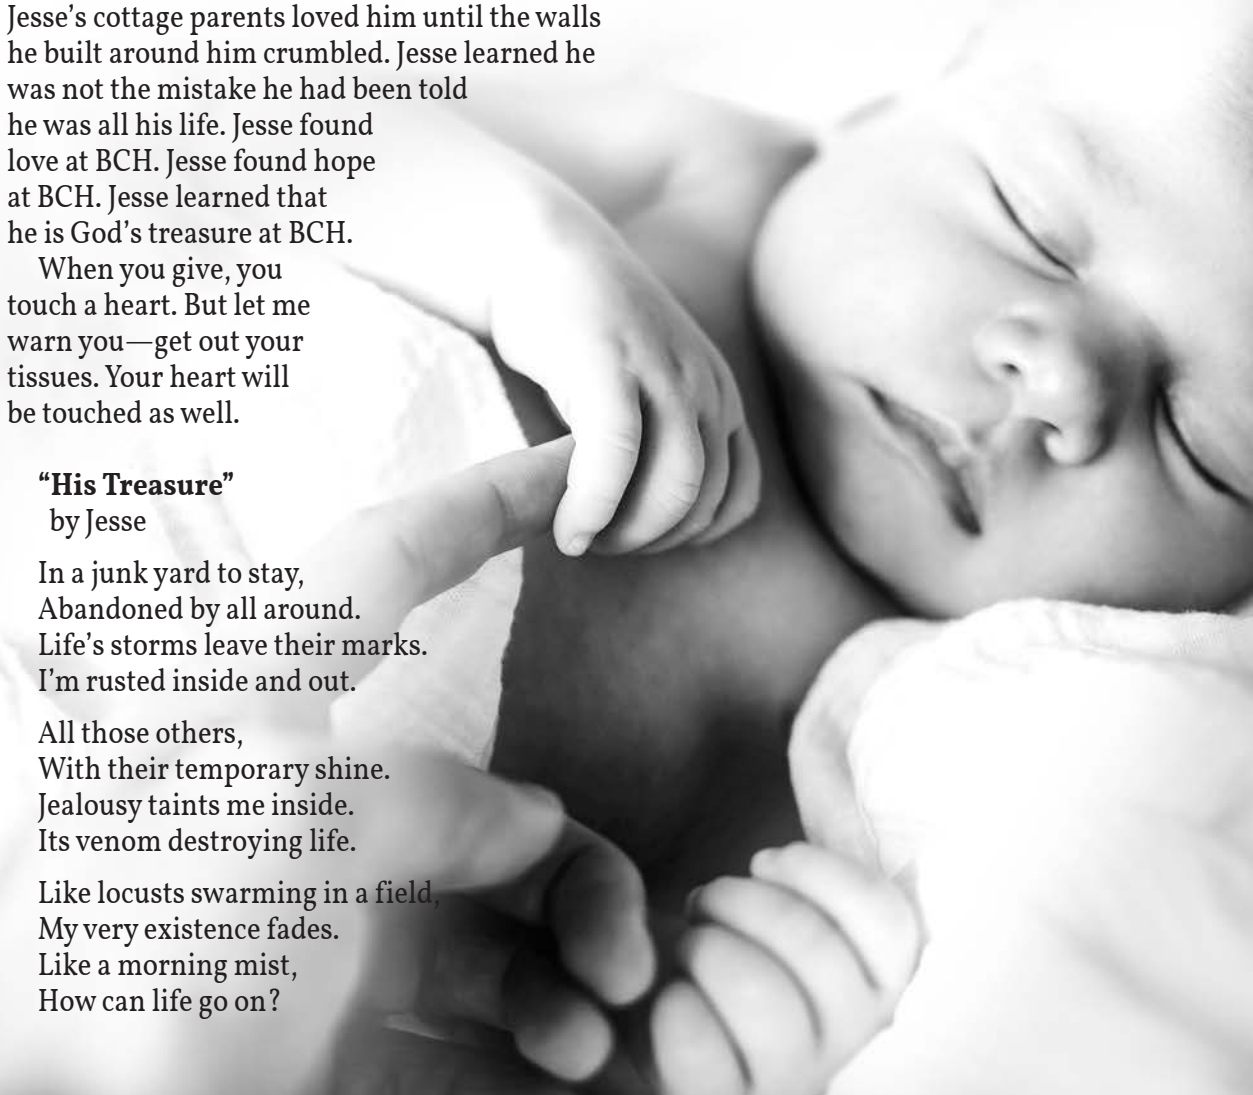 Jesse’s cottage parents loved him until the walls
he built around him crumbled. Jesse learned he
was not the mistake he had been told
he was all his life. Jesse found
love at BCH. Jesse found hope
at BCH. Jesse learned that
he is God’s treasure at BCH.
When you give, you
touch a heart. But let me
warn you—get out your
tissues. Your heart will
be touched as well.
“His Treasure”
by Jesse
In a junk yard to stay,
Abandoned by all around.
Life’s storms leave their marks.
I’m rusted inside and out.
All those others,
With their temporary shine.
Jealousy taints me inside.
Its venom destroying life.
Like locusts swarming in a field,
My very existence fades.
Like a morning mist,
How can life go on?